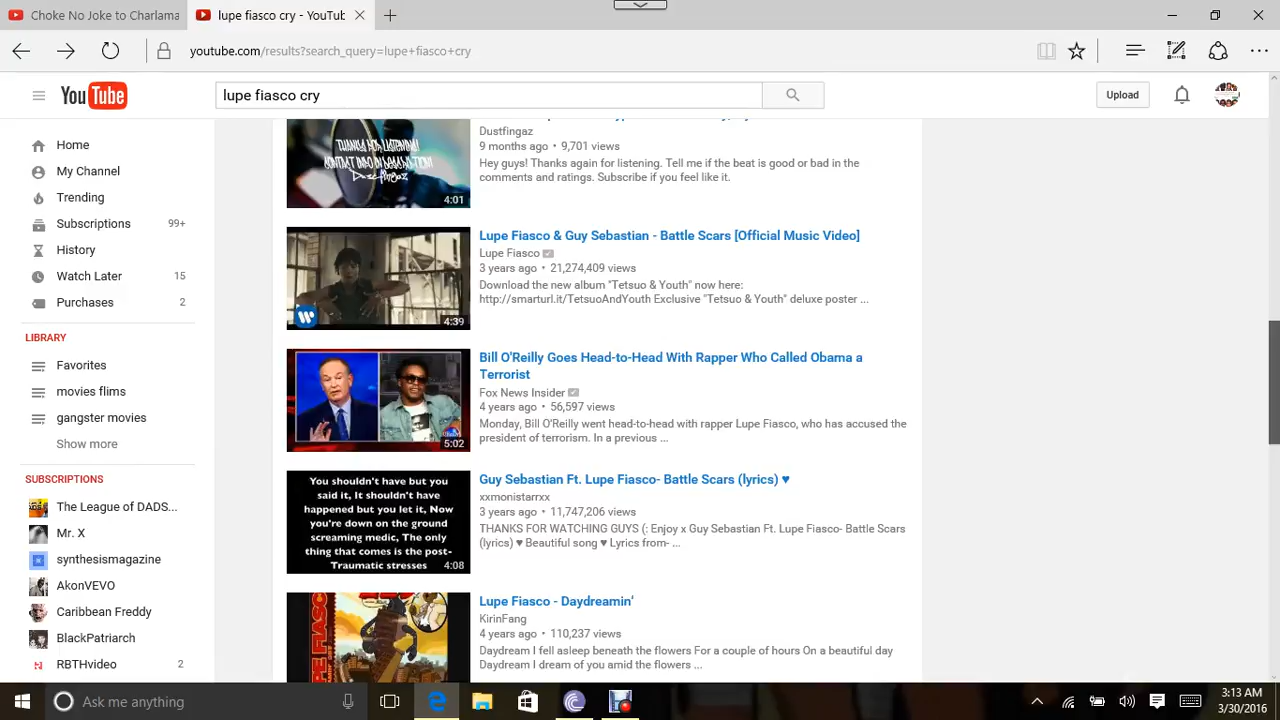 youtube.com/results?search_query=lupe+fiasco+cry
YouTube
lupe fiasco cry
Upload
Home
My Channel
Trending
Subscriptions 99+
History
Watch Later 15
Purchases 2
LIBRARY
Favorites
movies flims
gangster movies
Show more
SUBSCRIPTIONS
The League of DADS...
Mr. X
synthesismagazine
AkonVEVO
Caribbean Freddy
BlackPatriarch
RBTHvideo 2
THANKS FOR LISTENING!
Dustfingaz
4:01
Dustfingaz
9 months ago • 9,701 views
Hey guys! Thanks again for listening. Tell me if the beat is good or bad in the
comments and ratings. Subscribe if you feel like it.
4:39
Lupe Fiasco & Guy Sebastian - Battle Scars [Official Music Video]
Lupe Fiasco
3 years ago • 21,274,409 views
Download the new album "Tetsuo & Youth" now here:
http://smarturl.it/TetsuoAndYouth Exclusive "Tetsuo & Youth" deluxe poster ...
5:02
Bill O'Reilly Goes Head-to-Head With Rapper Who Called Obama a
Terrorist
Fox News Insider
4 years ago • 56,597 views
Monday, Bill O'Reilly went head-to-head with rapper Lupe Fiasco, who has accused the
president of terrorism. In a previous ...
You shouldn't have but you
said it, It shouldn't have
happened but you let it, Now
you're down on the ground
screaming medic, The only
thing that comes is the post-
Traumatic stresses
4:08
Guy Sebastian Ft. Lupe Fiasco- Battle Scars (lyrics) ♥
xxmonistarrxx
3 years ago • 11,747,206 views
THANKS FOR WATCHING GUYS (: Enjoy x Guy Sebastian Ft. Lupe Fiasco- Battle Scars
(lyrics) ♥ Beautiful song ♥ Lyrics from- ...
Lupe Fiasco - Daydreamin'
KirinFang
4 years ago • 110,237 views
Daydream I fell asleep beneath the flowers For a couple of hours On a beautiful day
Daydream I dream of you amid the flowers ...
Ask me anything
3:13 AM
3/30/2016